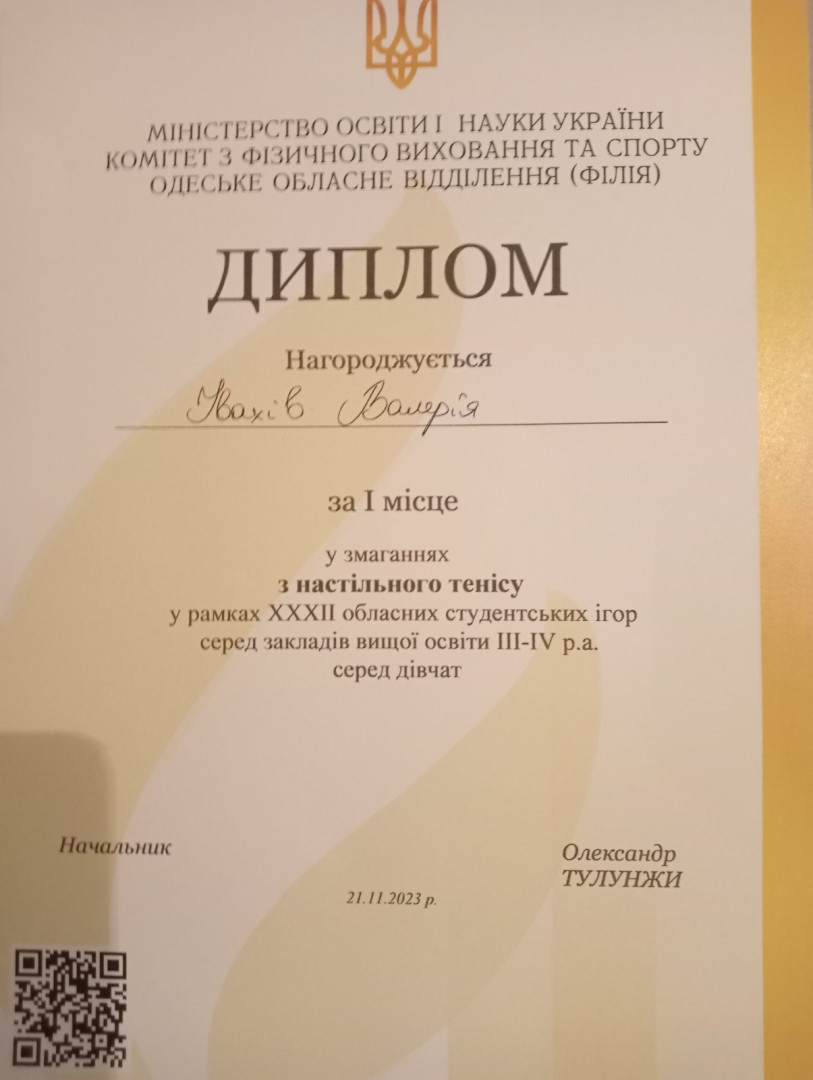 МІНІСТЕРСТВО ОСВІТИ І НАУКИ УКРАЇНИ
КОМІТЕТ З ФІЗИЧНОГО ВИХОВАННЯ ТА СПОРТУ
ОДЕСЬКЕ ОБЛАСНЕ ВІДДІЛЕННЯ (ФІЛІЯ)
ДИПЛОМ
Нагороджується
Івахів Валерія
за І місце
у змаганнях
з настільного тенісу
у рамках XXXII обласних студентських ігор
серед закладів вищої освіти III-IV р.а.
серед дівчат
Начальник
Олександр
ТУЛУНЖИ
21.11.2023 р.